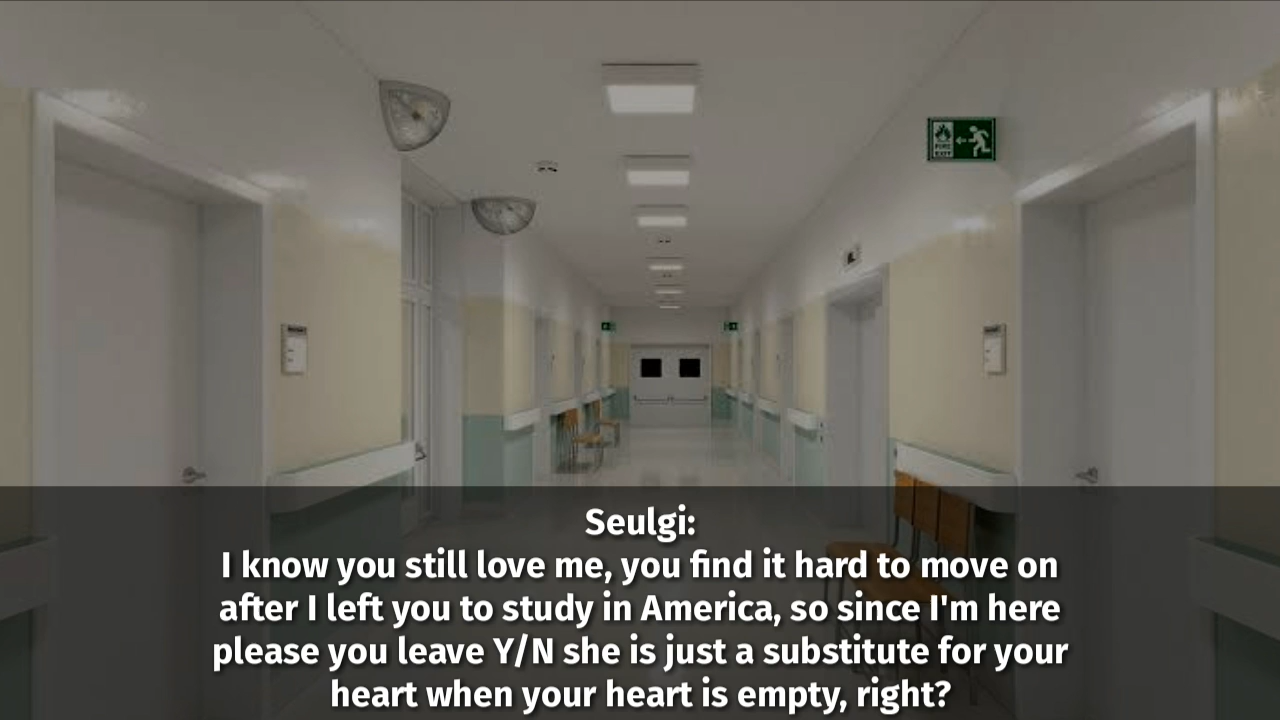 FIRE
EXIT
Seulgi:
I know you still love me, you find it hard to move on
after I left you to study in America, so since I'm here
please you leave Y/N she is just a substitute for your
heart when your heart is empty, right?